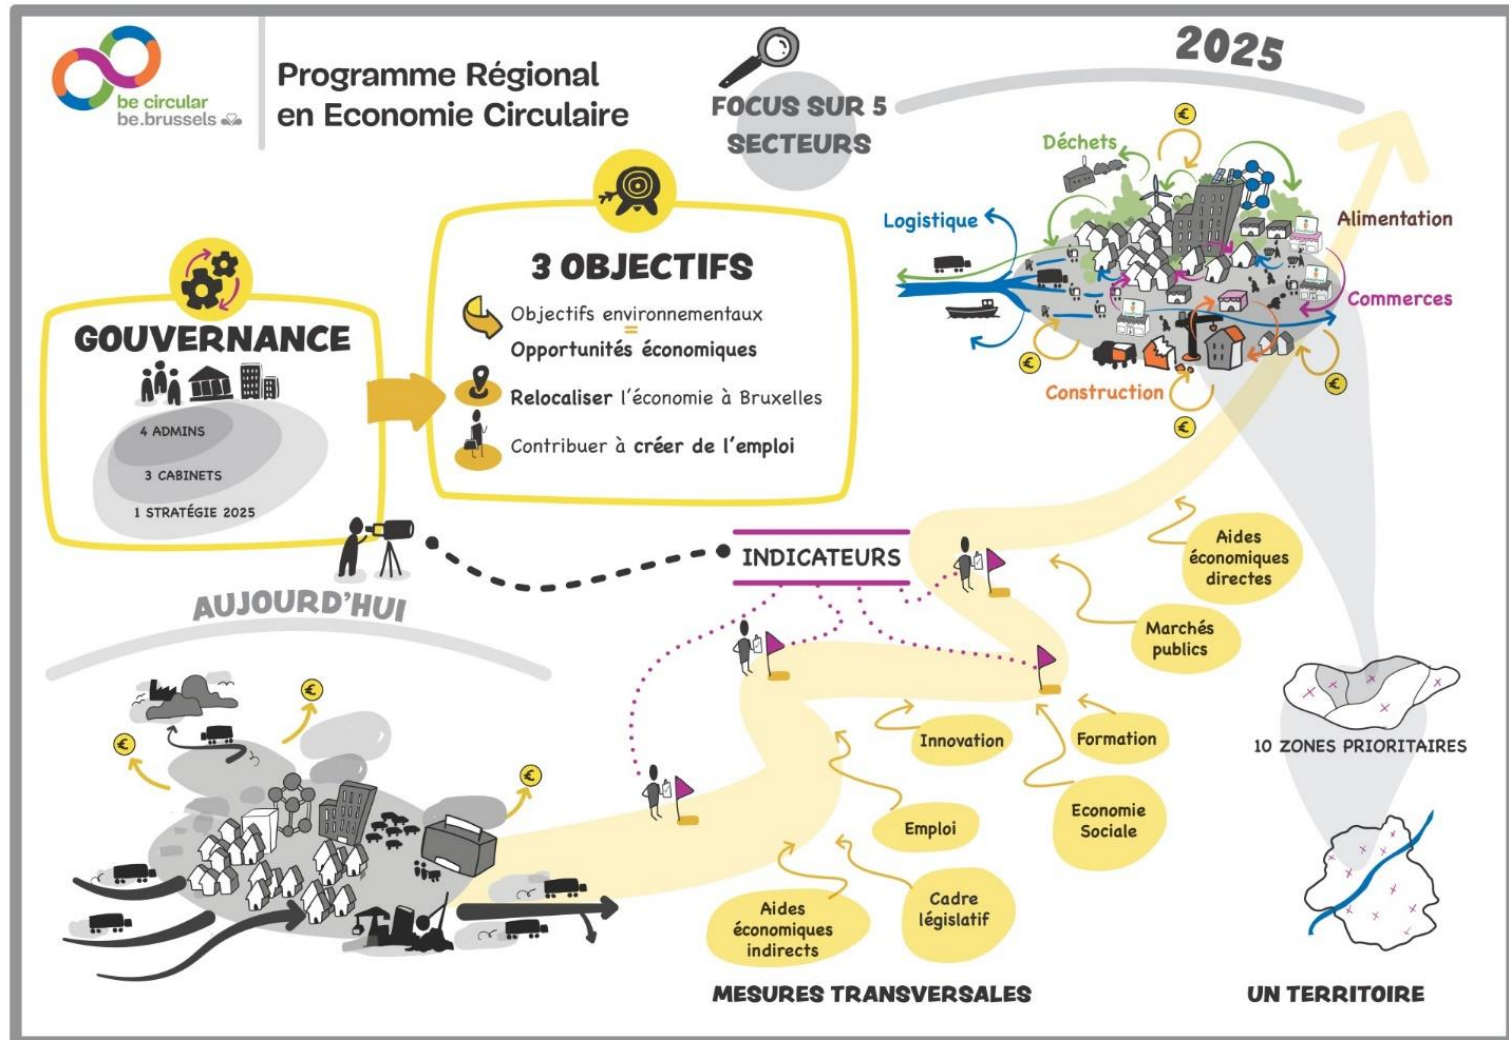 be circular
be.brussels
Programme Régional
en Economie Circulaire
FOCUS SUR 5
SECTEURS
2025
Déchets
€
Logistique
Alimentation
Commerces
€
€
Construction
€
GOUVERNANCE
4 ADMINS
3 CABINETS
1 STRATÉGIE 2025
3 OBJECTIFS
Objectifs environnementaux
=
Opportunités économiques
Relocaliser l'économie à Bruxelles
Contribuer à créer de l'emploi
INDICATEURS
AUJOURD'HUI
€
€
€
Aides
économiques
directes
Marchés
publics
Innovation
Formation
Emploi
Economie
Sociale
Aides
économiques
indirects
Cadre
législatif
MESURES TRANSVERSALES
10 ZONES PRIORITAIRES
UN TERRITOIRE